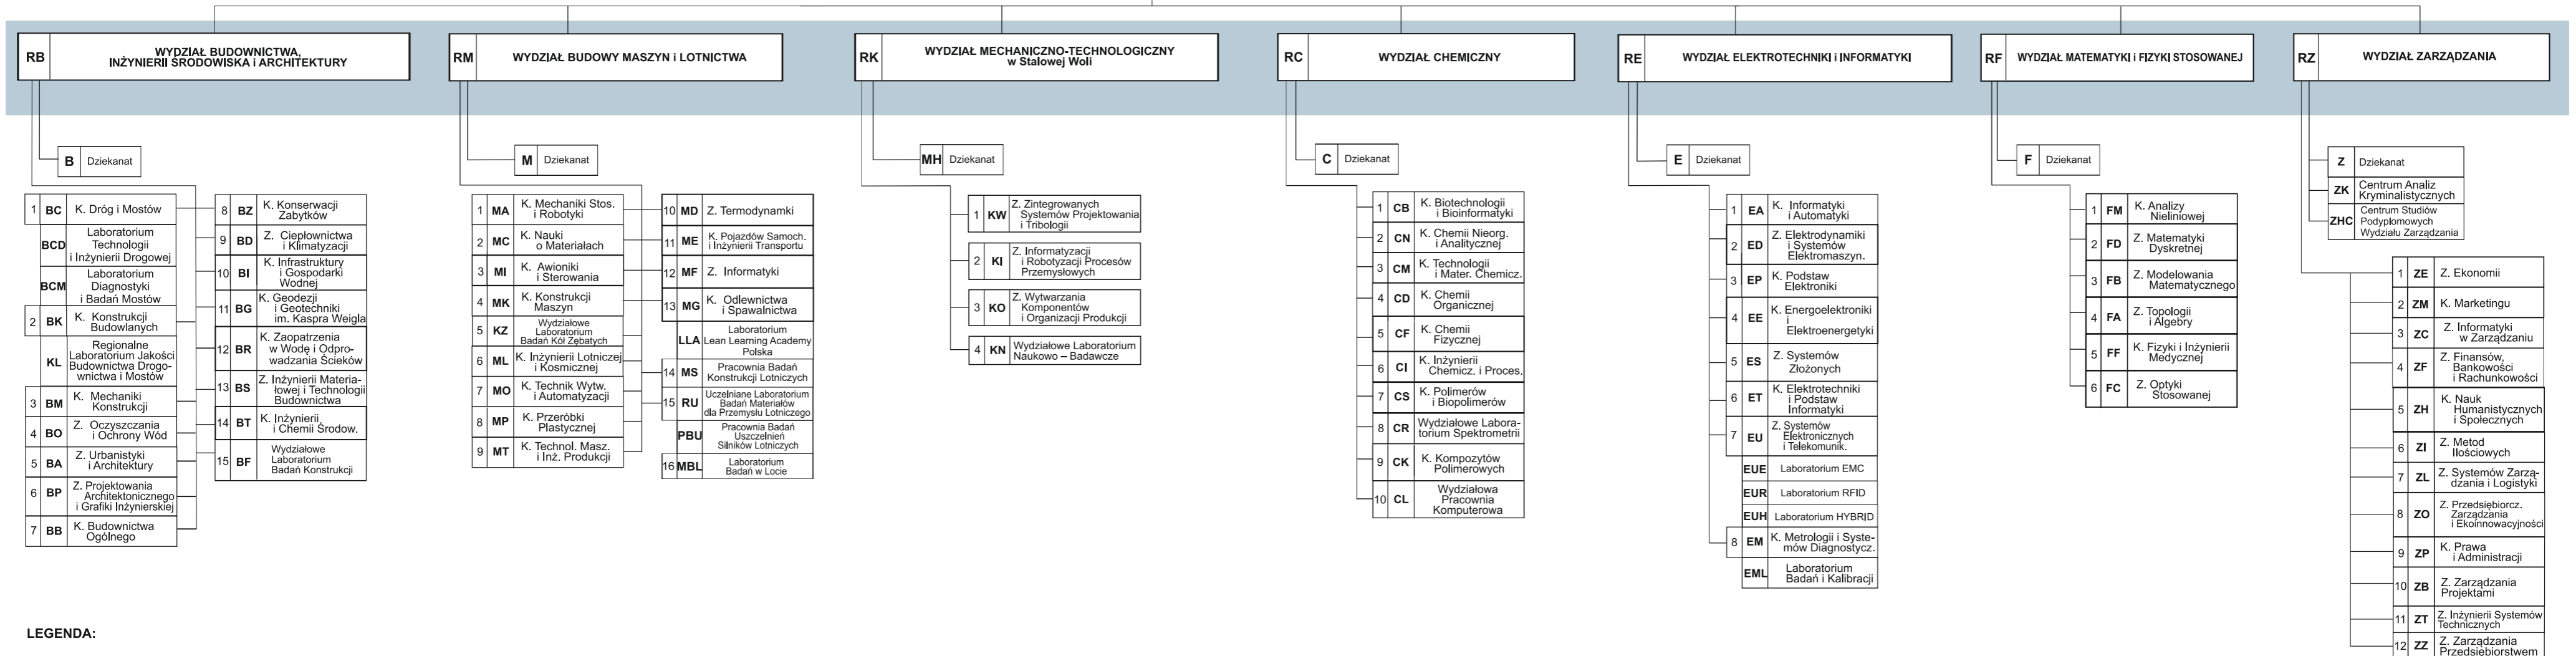 RB
WYDZIAŁ BUDOWNICTWA,
INŻYNIERII ŚRODOWISKA i ARCHITEKTURY
RM
WYDZIAŁ BUDOWY MASZYN i LOTNICTWA
RK
WYDZIAŁ MECHANICZNO-TECHNOLOGICZNY
w Stalowej Woli
RC
WYDZIAŁ CHEMICZNY
RE
WYDZIAŁ ELEKTROTECHNIKI i INFORMATYKI
RF
WYDZIAŁ MATEMATYKI i FIZYKI STOSOWANEJ
RZ
WYDZIAŁ ZARZĄDZANIA
B Dziekanat
1 BC K. Dróg i Mostów
BCD Laboratorium
Technologii
i Inżynierii Drogowej
BCM Laboratorium
Diagnostyki
i Badań Mostów
2 BK K. Konstrukcji
Budowlanych
KL Regionalne
Laboratorium Jakości
Budownictwa Drogo-
wnictwa i Mostów
3 BM K. Mechaniki
Konstrukcji
4 BO Z. Oczyszczania
i Ochrony Wód
5 BA Z. Urbanistyki
i Architektury
6 BP Z. Projektowania
Architektonicznego
i Grafiki Inżynierskiej
7 BB K. Budownictwa
Ogólnego
8 BZ K. Konserwacji
Zabytków
9 BD Z. Ciepłownictwa
i Klimatyzacji
10 BI K. Infrastruktury
i Gospodarki
Wodnej
11 BG K. Geodezji
i Geotechniki
im. Kaspra Weigla
12 BR K. Zaopatrzenia
w Wodę i Odpro-
wadzania Ścieków
13 BS Z. Inżynierii Materia-
łowej i Technologii
Budownictwa
14 BT K. Inżynierii
i Chemii Środow.
15 BF Wydziałowe
Laboratorium
Badań Konstrukcji
M Dziekanat
1 MA K. Mechaniki Stos.
i Robotyki
2 MC K. Nauki
o Materiałach
3 MI K. Awioniki
i Sterowania
4 MK K. Konstrukcji
Maszyn
5 KZ Wydziałowe
Laboratorium
Badań Kół Zębatych
6 ML K. Inżynierii Lotniczej
i Kosmicznej
7 MO K. Technik Wytw.
i Automatyzacji
8 MP K. Przeróbki
Plastycznej
9 MT K. Technol. Masz.
i Inż. Produkcji
10 MD Z. Termodynamki
11 ME K. Pojazdów Samoch.
i Inżynierii Transportu
12 MF Z. Informatyki
13 MG K. Odlewnictwa
i Spawalnictwa
LLA Laboratorium
Lean Learning Academy
Polska
14 MS Pracownia Badań
Konstrukcji Lotniczych
15 RU Uczelniane Laboratorium
Badań Materiałów
dla Przemysłu Lotniczego
PBU Pracownia Badań
Uszczelnień
Silników Lotniczych
16 MBL Laboratorium
Badań w Locie
MH Dziekanat
1 KW Z. Zintegrowanych
Systemów Projektowania
i Tribologii
2 KI Z. Informatyzacji
i Robotyzacji Procesów
Przemysłowych
3 KO Z. Wytwarzania
Komponentów
i Organizacji Produkcji
4 KN Wydziałowe Laboratorium
Naukowo – Badawcze
C Dziekanat
1 CB K. Biotechnologii
i Bioinformatyki
2 CN K. Chemii Nieorg.
i Analitycznej
3 CM K. Technologii
i Mater. Chemicz.
4 CD K. Chemii
Organicznej
5 CF K. Chemii
Fizycznej
6 CI K. Inżynierii
Chemicz. i Proces.
7 CS K. Polimerów
i Biopolimerów
8 CR Wydziałowe Labora-
torium Spektrometrii
9 CK K. Kompozytów
Polimerowych
10 CL Wydziałowa
Pracownia
Komputerowa
E Dziekanat
1 EA K. Informatyki
i Automatyki
2 ED Z. Elektrodynamiki
i Systemów
Elektromaszyn.
3 EP K. Podstaw
Elektroniki
4 EE K. Energoelektroniki
i
Elektroenergetyki
5 ES Z. Systemów
Złożonych
6 ET K. Elektrotechniki
i Podstaw
Informatyki
7 EU Z. Systemów
Elektronicznych
i Telekomunik.
EUE Laboratorium EMC
EUR Laboratorium RFID
EUH Laboratorium HYBRID
8 EM K. Metrologii i Syste-
mów Diagnostycz.
EML Laboratorium
Badań i Kalibracji
F Dziekanat
1 FM K. Analizy
Nieliniowej
2 FD Z. Matematyki
Dyskretnej
3 FB Z. Modelowania
Matematycznego
4 FA Z. Topologii
i Algebry
5 FF K. Fizyki i Inżynierii
Medycznej
6 FC Z. Optyki
Stosowanej
Z Dziekanat
ZK Centrum Analiz
Kryminalistycznych
ZHC Centrum Studiów
Podyplomowych
Wydziału Zarządzania
1 ZE Z. Ekonomii
2 ZM K. Marketingu
3 ZC Z. Informatyki
w Zarządzaniu
4 ZF Z. Finansów,
Bankowości
i Rachunkowości
5 ZH K. Nauk
Humanistycznych
i Społecznych
6 ZI Z. Metod
Ilościowych
7 ZL Z. Systemów Zarzą-
dzania i Logistyki
8 ZO Z. Przedsiębiorcz.
Zarządzania
i Ekoinnowacyjności
9 ZP K. Prawa
i Administracji
10 ZB Z. Zarządzania
Projektami
11 ZT Z. Inżynierii Systemów
Technicznych
12 ZZ Z. Zarządzania
Przedsiębiorstwem
LEGENDA: